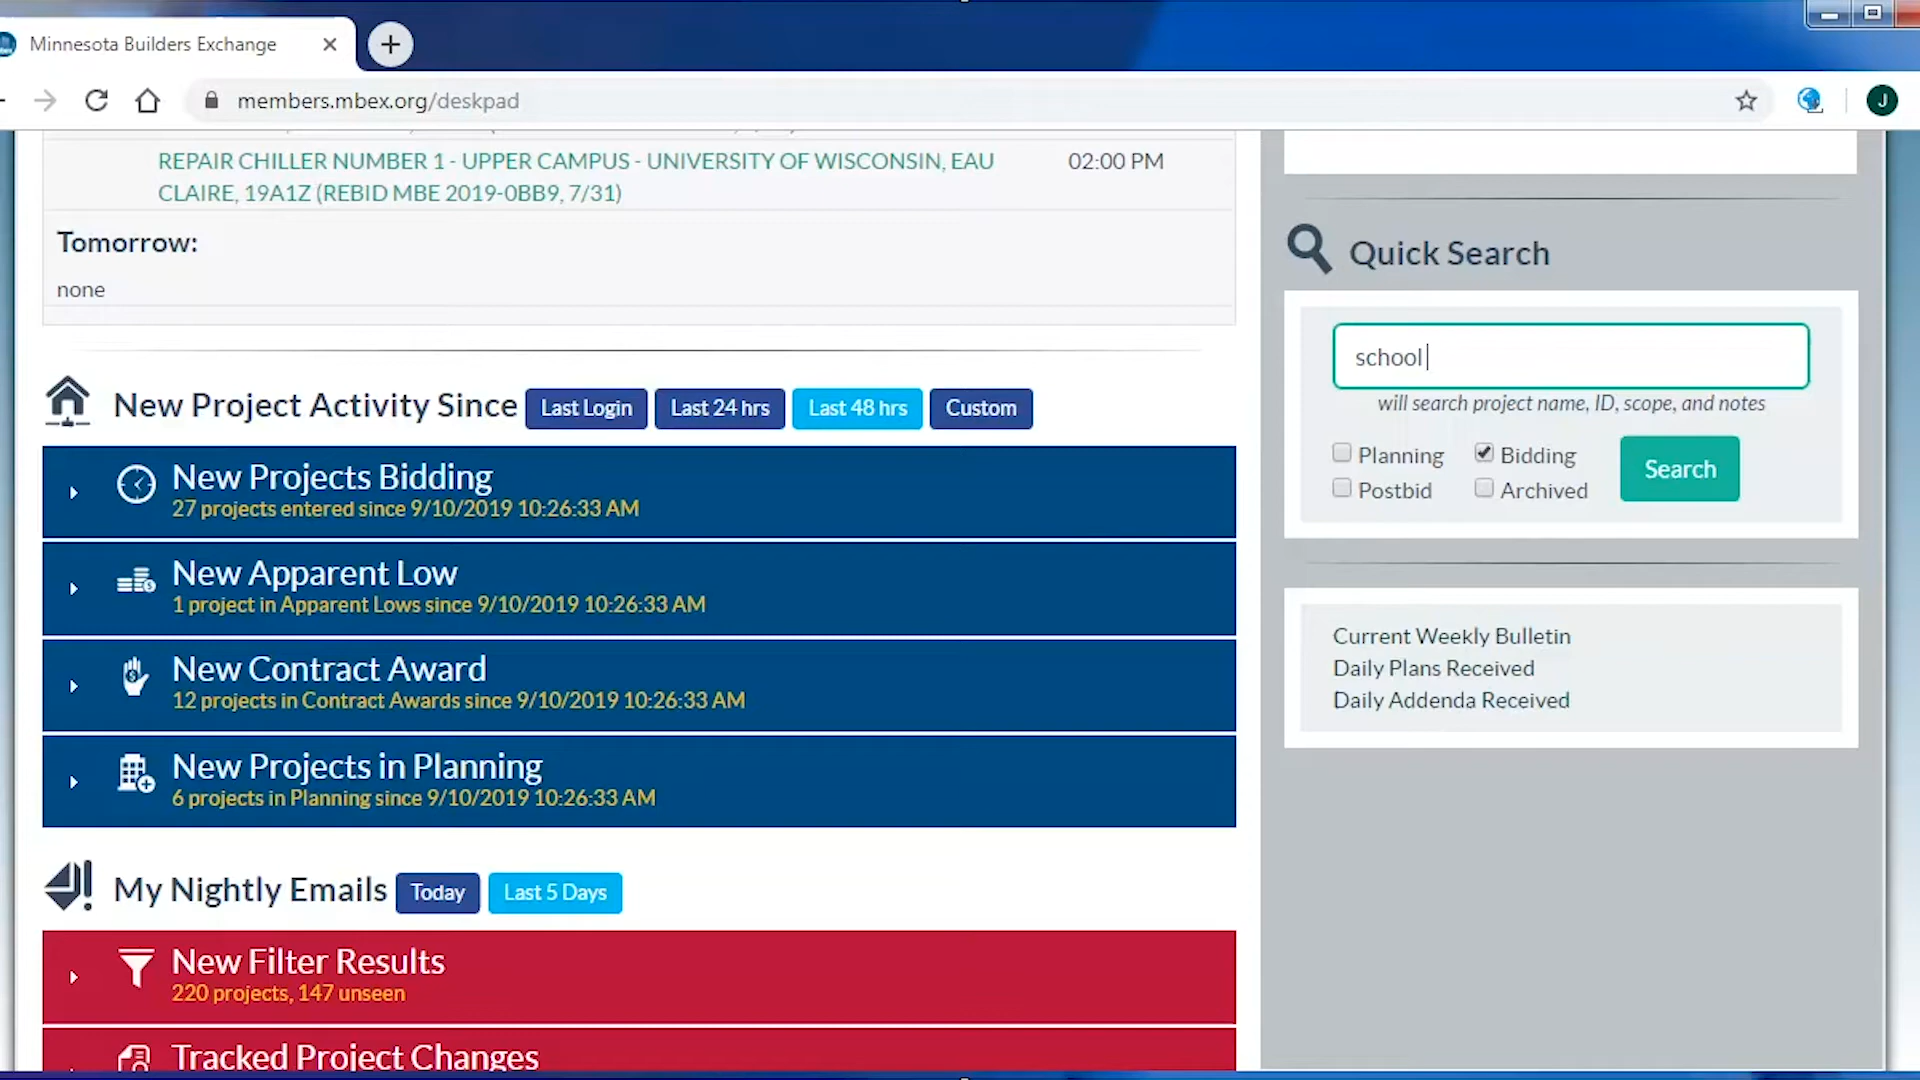 Minnesota Builders Exchange
members.mbex.org/deskpad
J
REPAIR CHILLER NUMBER 1 - UPPER CAMPUS - UNIVERSITY OF WISCONSIN, EAU
CLAIRE, 19A1Z (REBID MBE 2019-0BB9, 7/31)
02:00 PM
Tomorrow:
none
New Project Activity Since
Last Login
Last 24 hrs
Last 48 hrs
Custom
New Projects Bidding
27 projects entered since 9/10/2019 10:26:33 AM
New Apparent Low
1 project in Apparent Lows since 9/10/2019 10:26:33 AM
New Contract Award
12 projects in Contract Awards since 9/10/2019 10:26:33 AM
New Projects in Planning
6 projects in Planning since 9/10/2019 10:26:33 AM
My Nightly Emails
Today
Last 5 Days
New Filter Results
220 projects, 147 unseen
Tracked Project Changes
Quick Search
school
will search project name, ID, scope, and notes
Planning
Bidding
Postbid
Archived
Search
Current Weekly Bulletin
Daily Plans Received
Daily Addenda Received